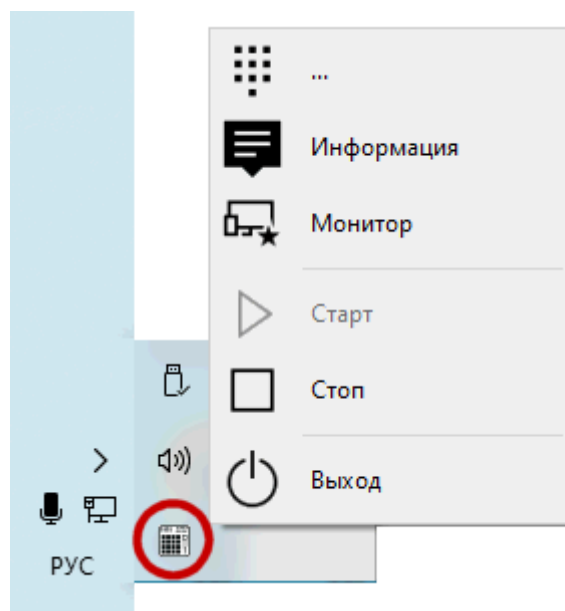 ...
Информация
Монитор
Старт
Стоп
Выход
РУС